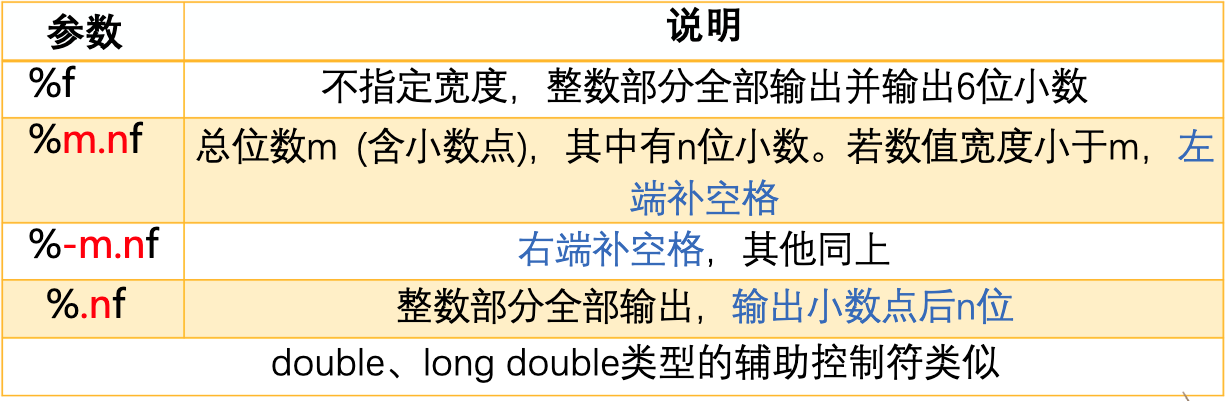 参数 说明
%f 不指定宽度，整数部分全部输出并输出6位小数
%m.nf 总位数m (含小数点)，其中有n位小数。若数值宽度小于m，左
端补空格
%-m.nf 右端补空格，其他同上
%.nf 整数部分全部输出，输出小数点后n位
double、long double类型的辅助控制符类似